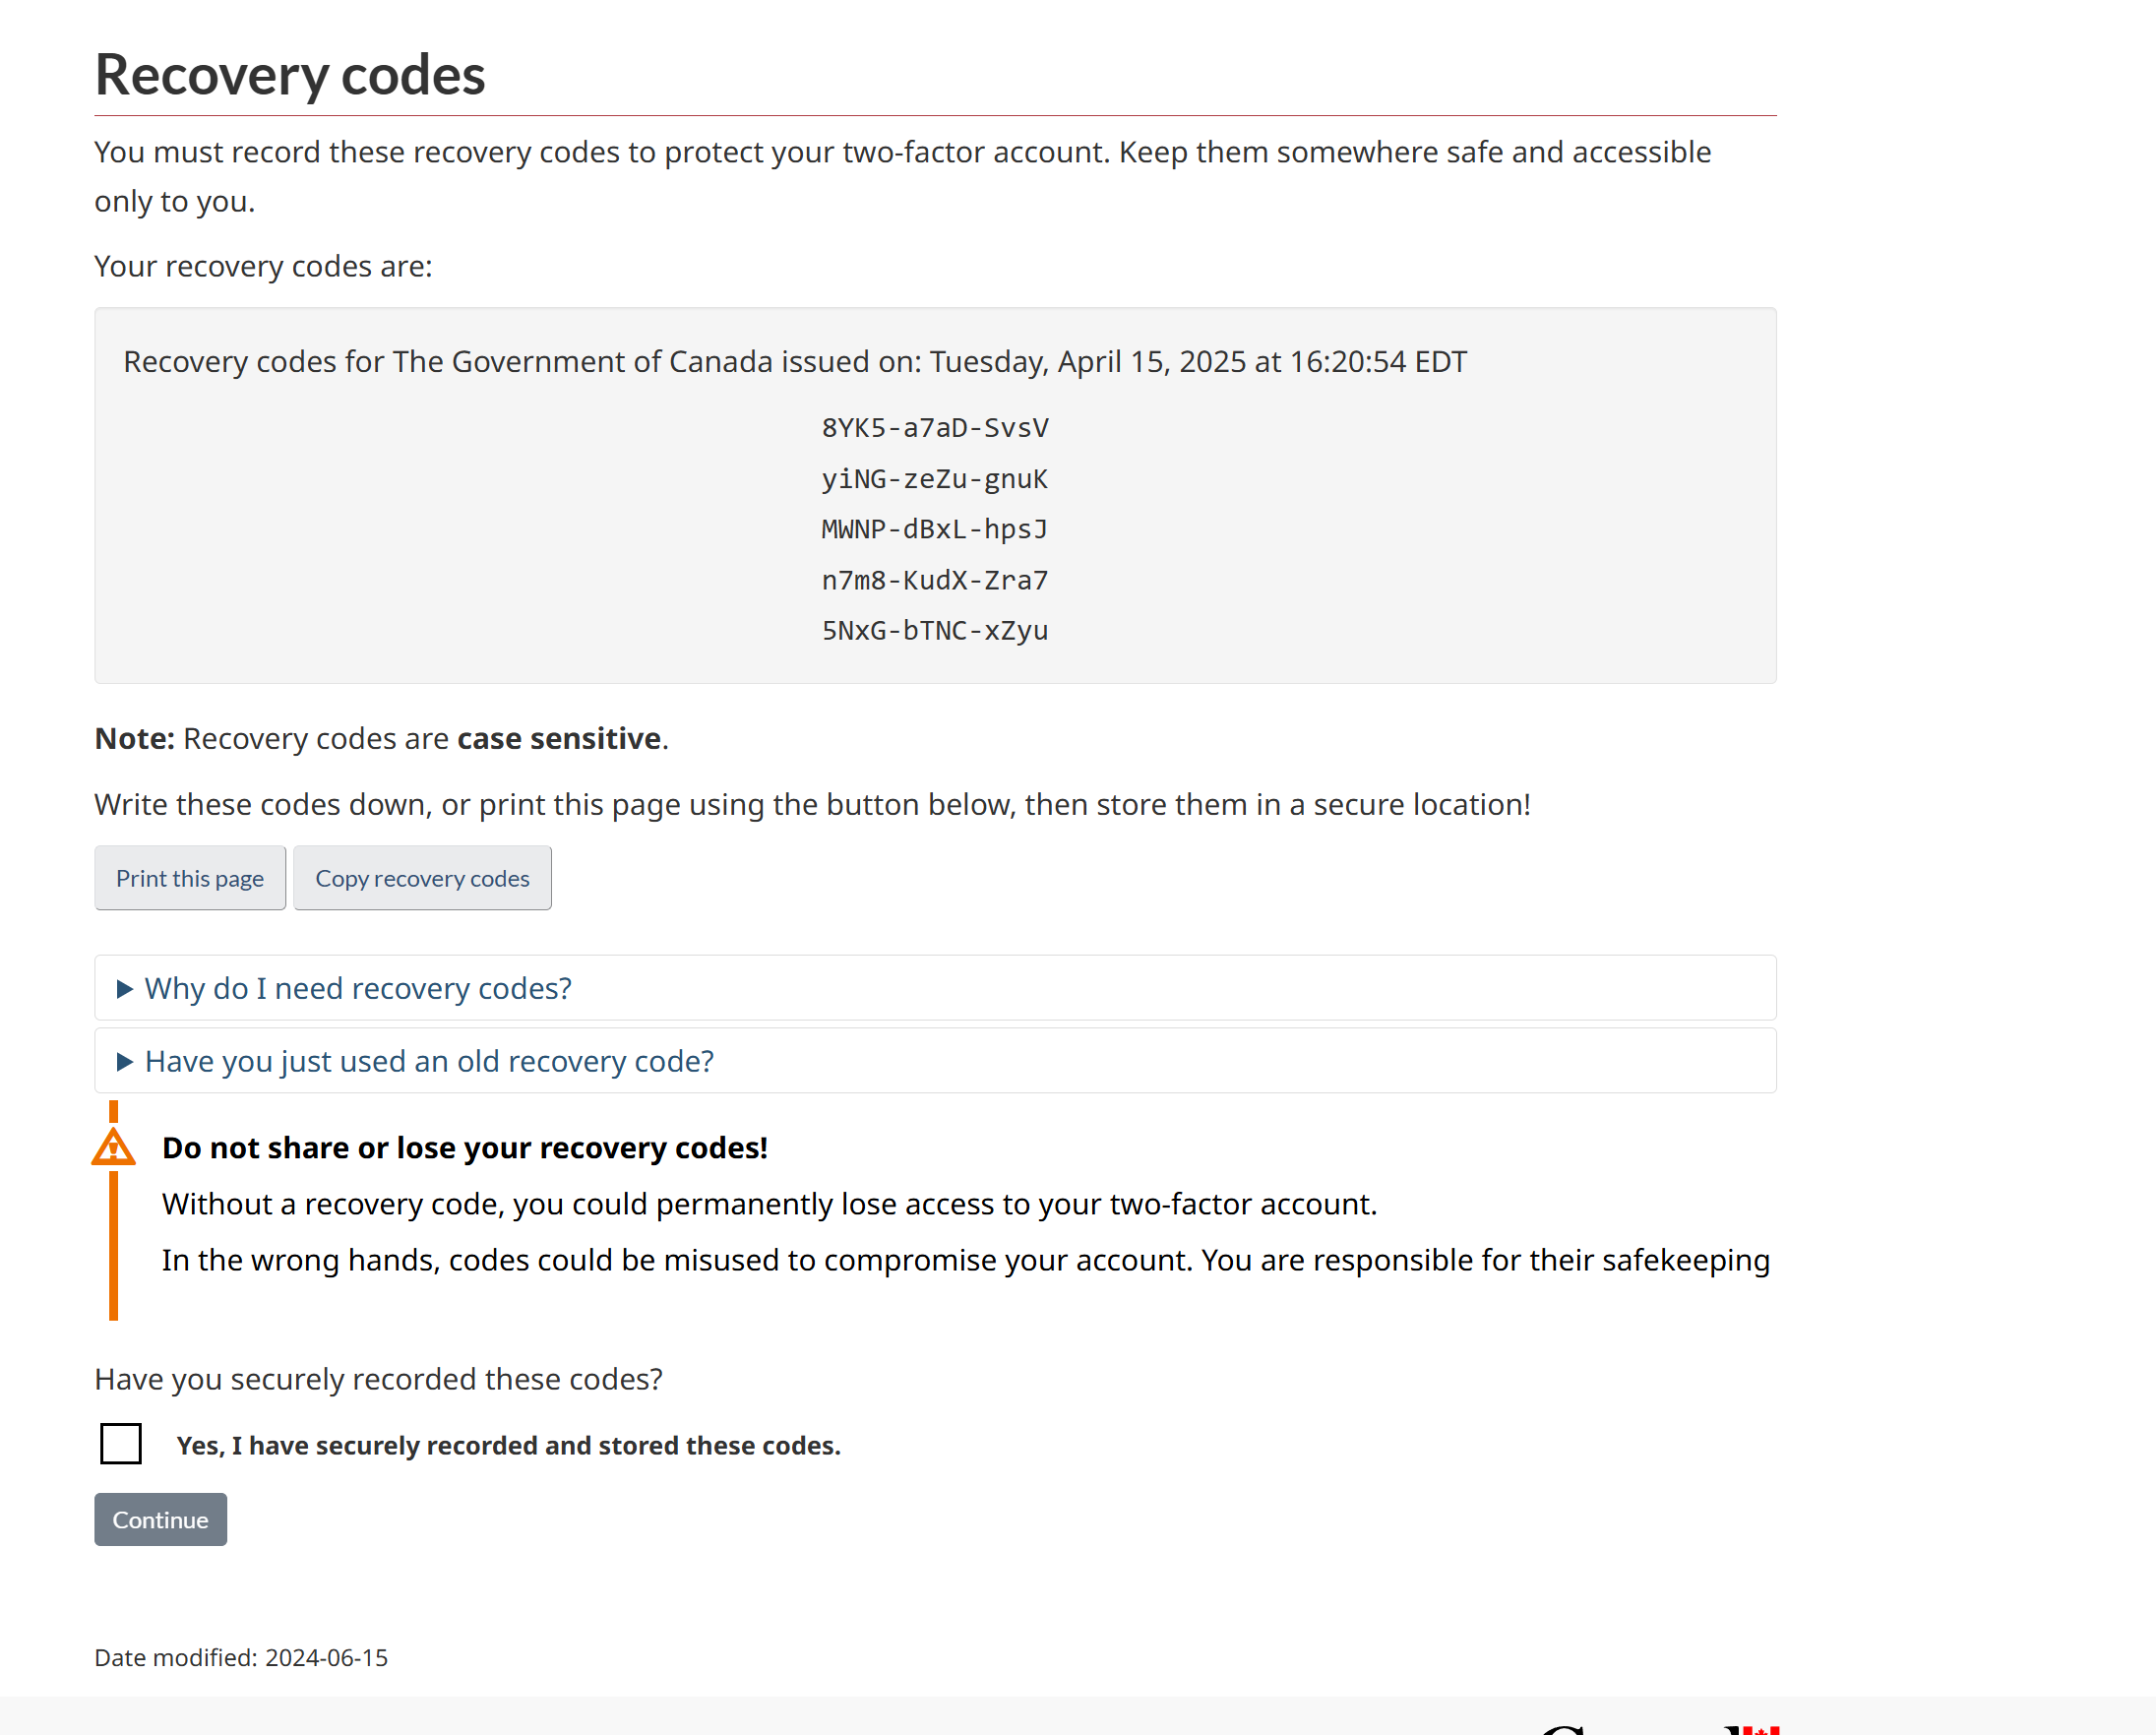 Recovery codes
You must record these recovery codes to protect your two-factor account. Keep them somewhere safe and accessible
only to you.
Your recovery codes are:
Recovery codes for The Government of Canada issued on: Tuesday, April 15, 2025 at 16:20:54 EDT
8YK5-a7aD-SvsV
yiNG-zeZu-gnuK
MWNP-dBxL-hpsJ
n7m8-KudX-Zra7
5NxG-bTNC-xZyu
Note: Recovery codes are case sensitive.
Write these codes down, or print this page using the button below, then store them in a secure location!
Print this page Copy recovery codes
Why do I need recovery codes?
Have you just used an old recovery code?
Do not share or lose your recovery codes!
Without a recovery code, you could permanently lose access to your two-factor account.
In the wrong hands, codes could be misused to compromise your account. You are responsible for their safekeeping
Have you securely recorded these codes?
Yes, I have securely recorded and stored these codes.
Continue
Date modified: 2024-06-15